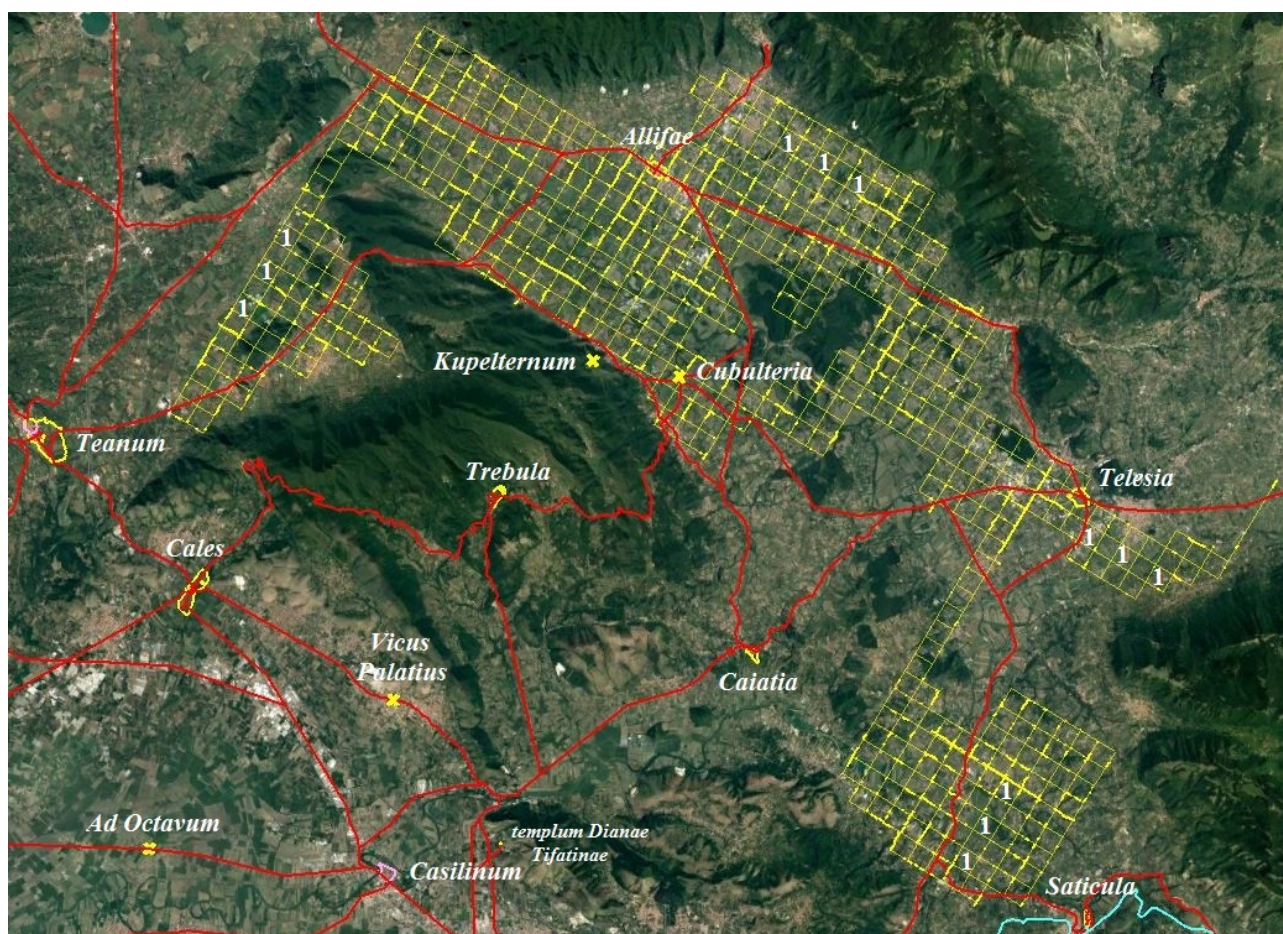 Allifae
1
1
1
1
1
1
Kupelternum
Cubulteria
Teanum
Trebula
Telesia
1
1
1
Cales
Vicus
Palatius
Caiatia
1
1
1
Ad Octavum
templum Dianae
Tifatinae
Casilinum
Saticula